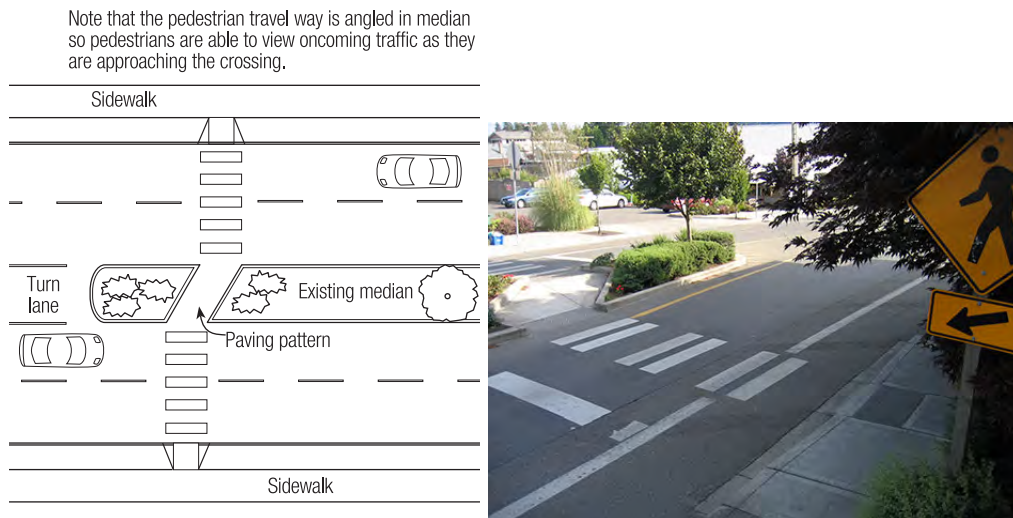 Note that the pedestrian travel way is angled in median
so pedestrians are able to view oncoming traffic as they
are approaching the crossing.
Sidewalk
Turn
lane
Existing median
Paving pattern
Sidewalk